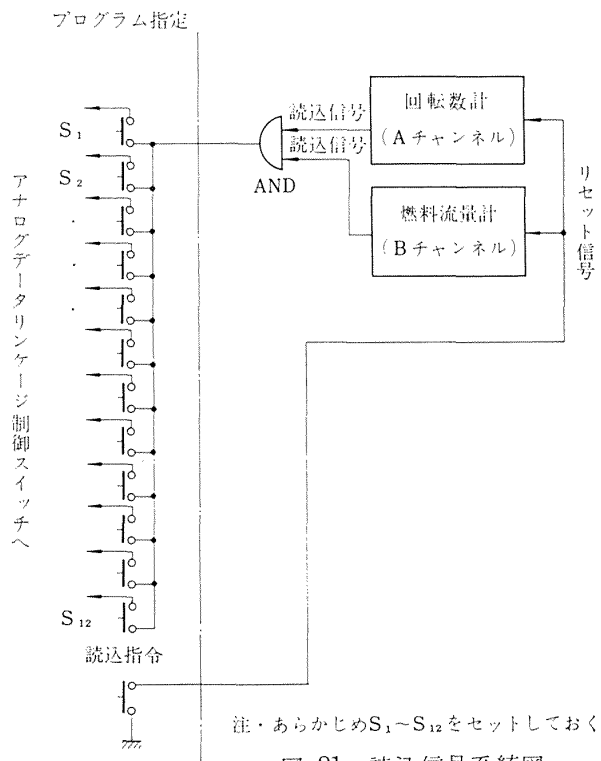 プログラム指定
S1
S2
アナログデータリンケージ制御スイッチへ
S12
読込指令
読込信号
読込信号
AND
回転数計
(Aチャンネル)
燃料流量計
(Bチャンネル)
リセット信号
注・あらかじめS1~S12をセットしておく
図 21 読込信号系統図